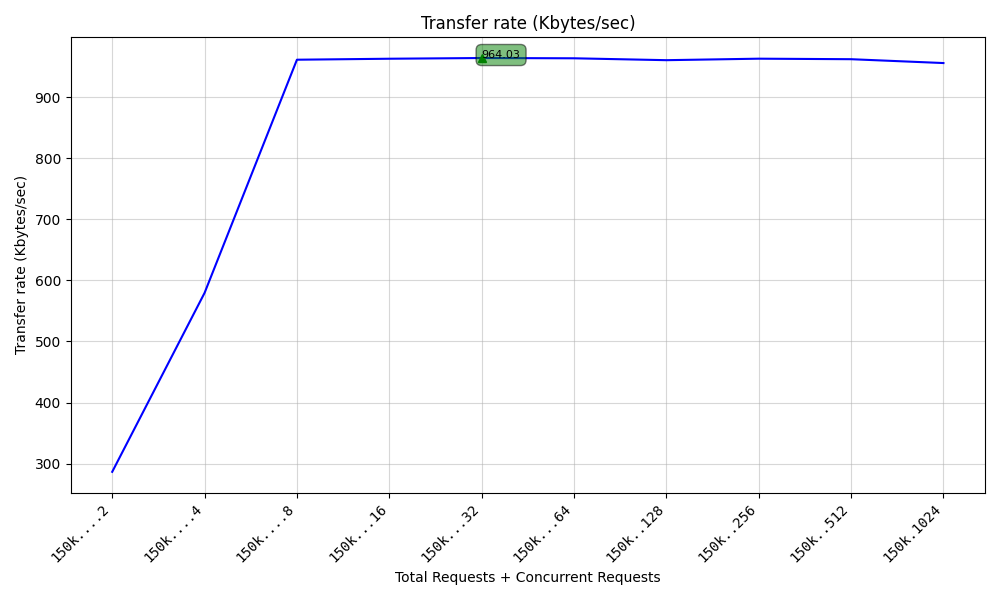 Transfer rate (Kbytes/sec)
964.03
900
800
700
600
500
400
300
Transfer rate (Kbytes/sec)
150k....2
150k....4
150k....8
150k...16
150k...32
150k...64
150k..128
150k..256
150k..512
150k.1024
Total Requests + Concurrent Requests